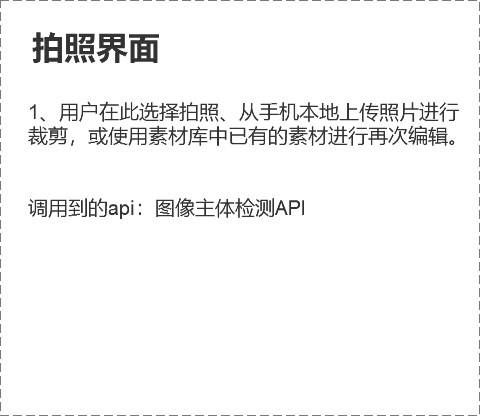 拍照界面
1、用户在此选择拍照、从手机本地上传照片进行
裁剪，或使用素材库中已有的素材进行再次编辑。
调用到的api：图像主体检测API